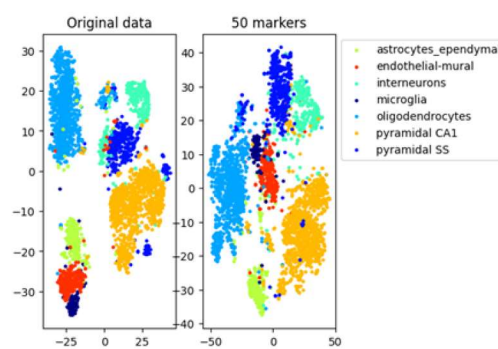 Original data
50 markers
30
20
10
0
−10
−20
−30
−25
0
25
40
30
20
10
0
−10
−20
−30
−40
−50
0
50
astrocytes_ependyma
endothelial-mural
interneurons
microglia
oligodendrocytes
pyramidal CA1
pyramidal SS